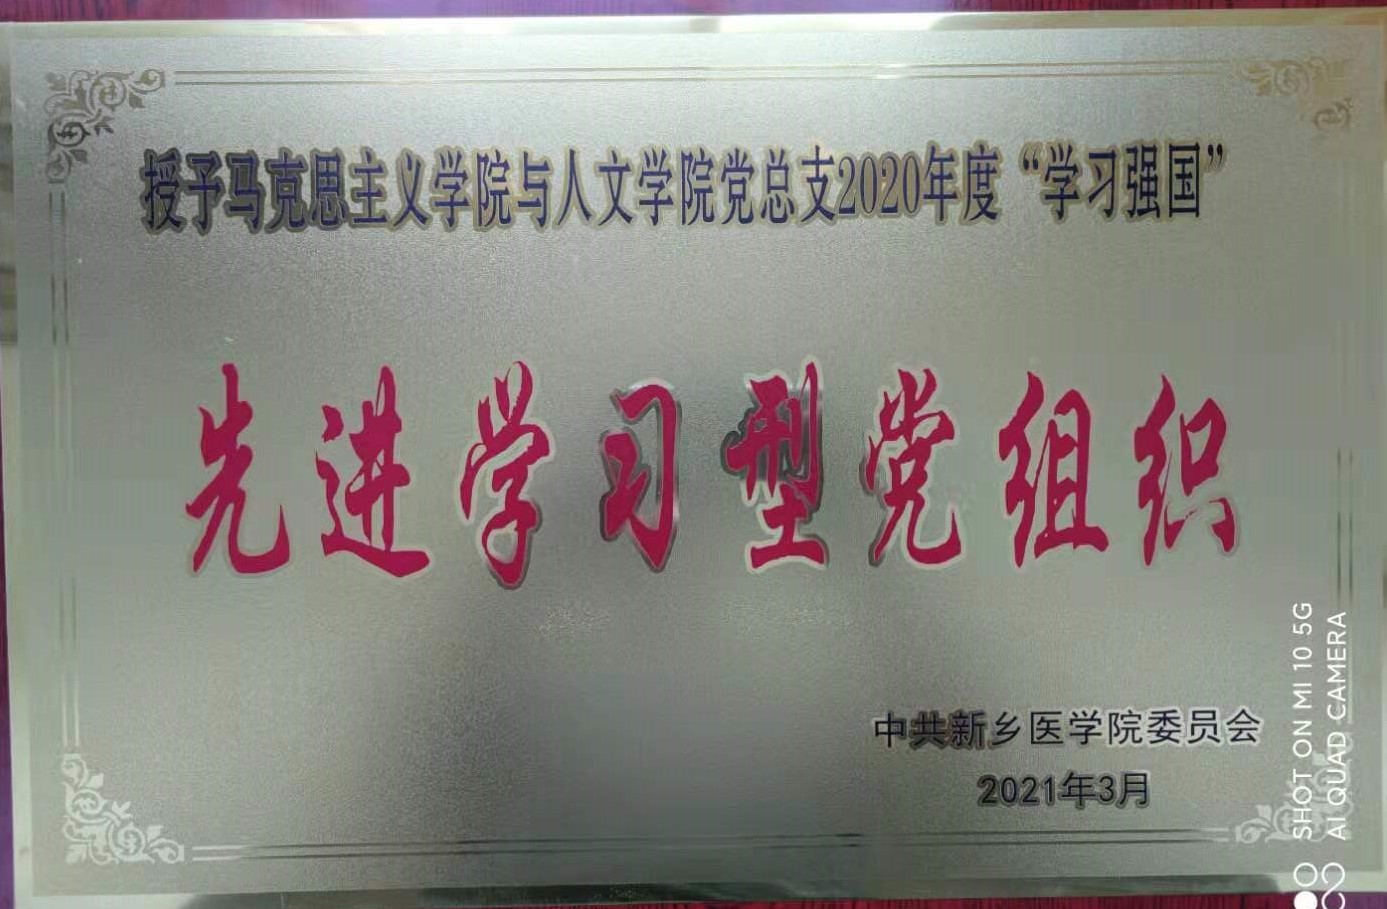 授予马克思主义学院与人文学院党总支2020年度“学习强国”
先进学习型党组织
中共新乡医学院委员会
2021年3月
SHOT ON MI 10 5G
AI QUAD CAMERA